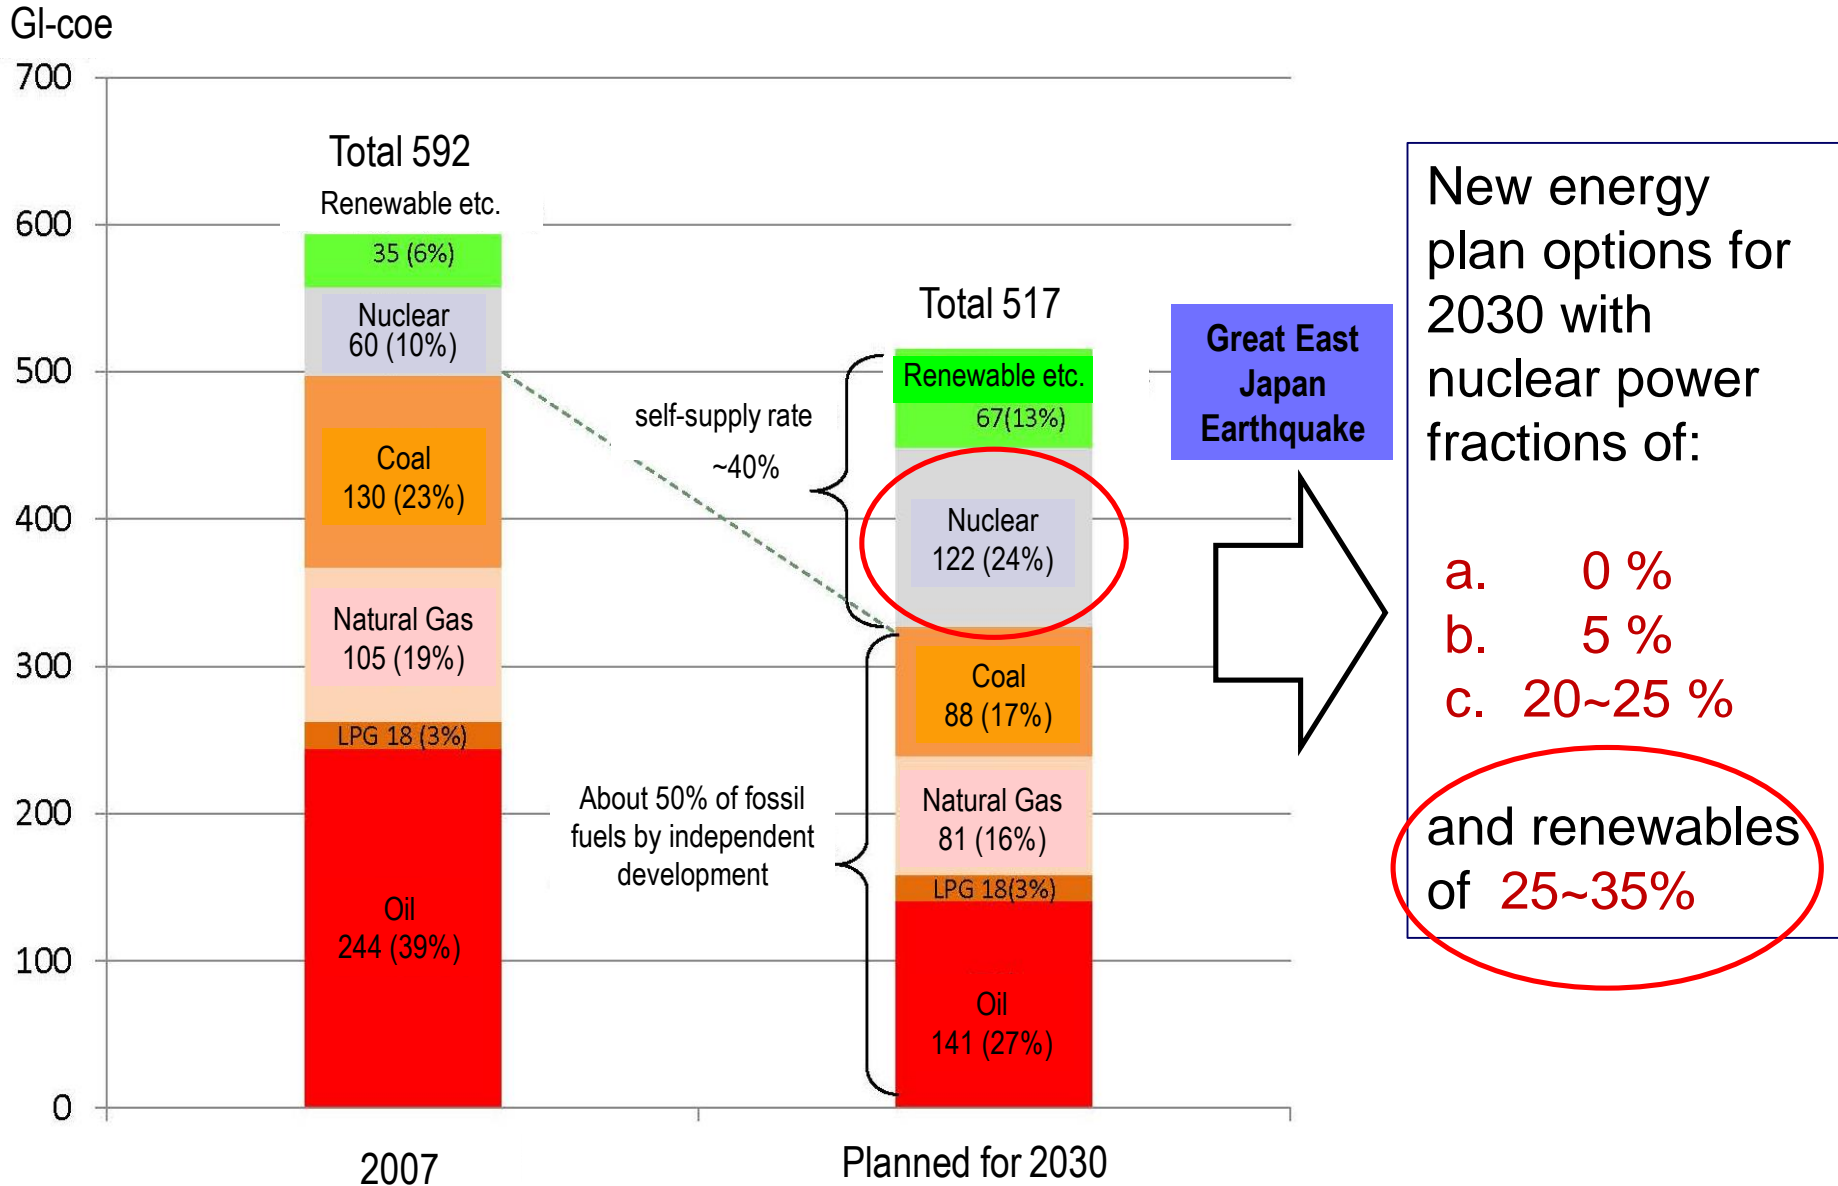 Gl-coe
700
600
500
400
300
200
100
0
Total 592
Renewable etc.
35 (6%)
Nuclear
60 (10%)
Coal
130 (23%)
Natural Gas
105 (19%)
LPG 18 (3%)
Oil
244 (39%)
2007
self-supply rate
~40%
About 50% of fossil
fuels by independent
development
Total 517
Renewable etc.
67(13%)
Nuclear
122 (24%)
Coal
88 (17%)
Natural Gas
81 (16%)
LPG 18(3%)
Oil
141 (27%)
Planned for 2030
Great East
Japan
Earthquake
New energy
plan options for
2030 with
nuclear power
fractions of:
a. 0 %
b. 5 %
c. 20~25 %
and renewables
of 25~35%